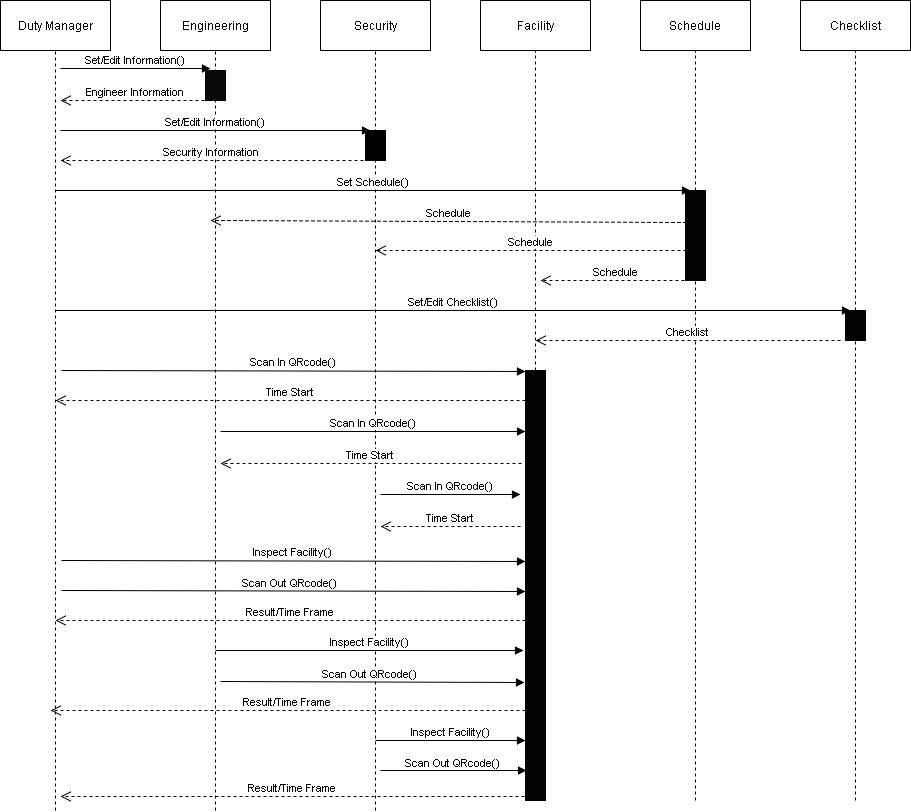 Duty Manager
Engineering
Security
Facility
Schedule
Checklist
Set/Edit Information()
Engineer Information
Set/Edit Information()
Security Information
Set Schedule()
Schedule
Schedule
Schedule
Set/Edit Checklist()
Checklist
Scan In QRcode()
Time Start
Scan In QRcode()
Time Start
Scan In QRcode()
Time Start
Inspect Facility()
Scan Out QRcode()
Result/Time Frame
Inspect Facility()
Scan Out QRcode()
Result/Time Frame
Inspect Facility()
Scan Out QRcode()
Result/Time Frame